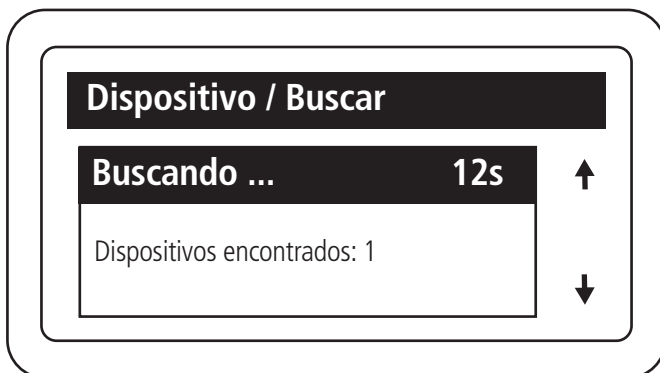 Dispositivo / Buscar
Buscando ... 12s
Dispositivos encontrados: 1